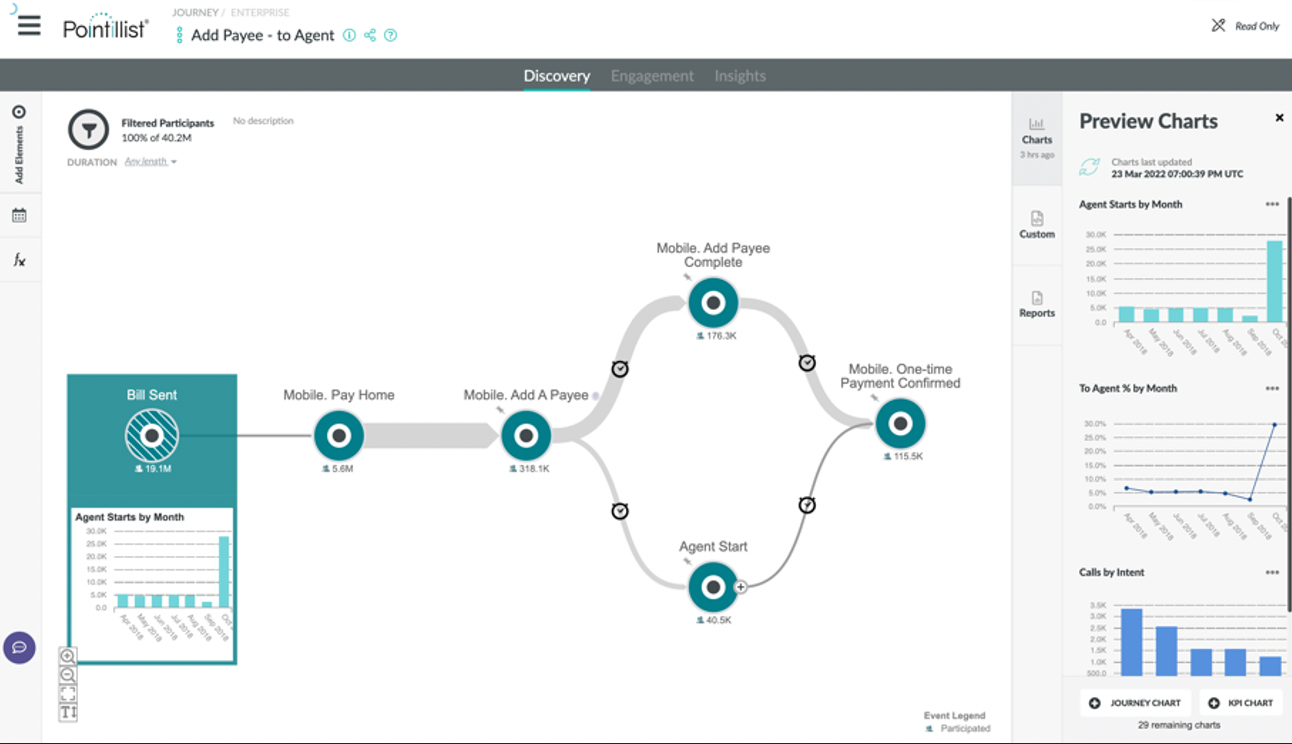 Pointillist®
JOURNEY / ENTERPRISE
Add Payee - to Agent
Read Only
Discovery Engagement Insights
Add Elements
fx
Filtered Participants
100% of 40.2M
No description
DURATION Any length
Bill Sent
19.1M
Agent Starts by Month
30.0K
25.0K
20.0K
15.0K
10.0K
5.0K
0.0
Apr 2018 May 2018 Jun 2018 Jul 2018 Aug 2018 Sep 2018 Oct
Mobile. Pay Home
5.6M
Mobile. Add A Payee
318.1K
Mobile. Add Payee
Complete
176.3K
Agent Start
40.5K
Mobile. One-time
Payment Confirmed
115.5K
Event Legend
Participated
Charts
3 hrs ago
Custom
Reports
Preview Charts
Charts last updated
23 Mar 2022 07:00:39 PM UTC
Agent Starts by Month
30.0K
25.0K
20.0K
15.0K
10.0K
5.0K
0.0
Apr 2018 May 2018 Jun 2018 Jul 2018 Aug 2018 Sep 2018 Oct 20
To Agent % by Month
30.0%
25.0%
20.0%
15.0%
10.0%
5.0%
0.0%
Apr 2018 May 2018 Jun 2018 Jul 2018 Aug 2018 Sep 2018 Oct 20
Calls by Intent
3.5K
3.0K
2.5K
2.0K
1.5K
1.0K
500.0
JOURNEY CHART KPI CHART
29 remaining charts